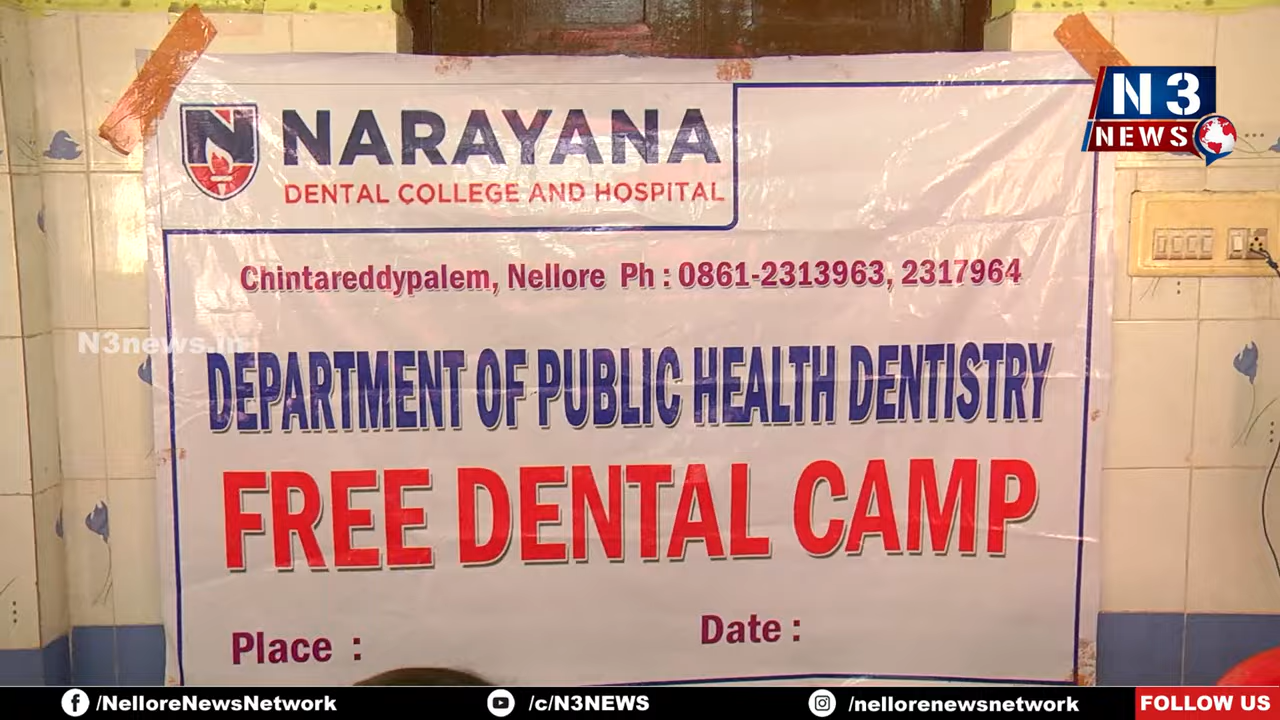 N3
NEWS
N
NARAYANA
DENTAL COLLEGE AND HOSPITAL
Chintareddypalem, Nellore Ph : 0861-2313963, 2317964
N3news.in
DEPARTMENT OF PUBLIC HEALTH DENTISTRY
FREE DENTAL CAMP
Place :
Date :
/NelloreNewsNetwork
/c/N3NEWS
/nellorenewsnetwork
FOLLOW US